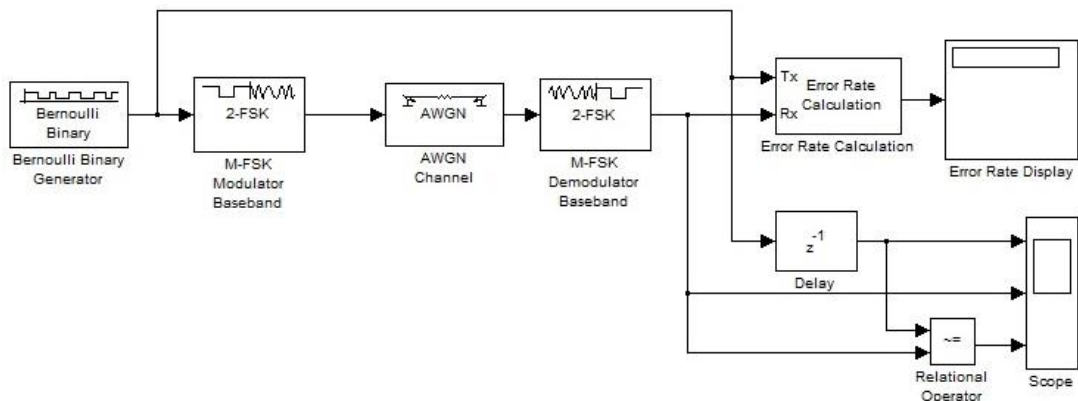 Bernoulli
Binary
Bernoulli Binary
Generator
2-FSK
M-FSK
Modulator
Baseband
AWGN
AWGN
Channel
2-FSK
M-FSK
Demodulator
Baseband
Tx
Rx
Error Rate
Calculation
Error Rate Calculation
Error Rate Display
z-1
Delay
~=
Relational
Operator
Scope